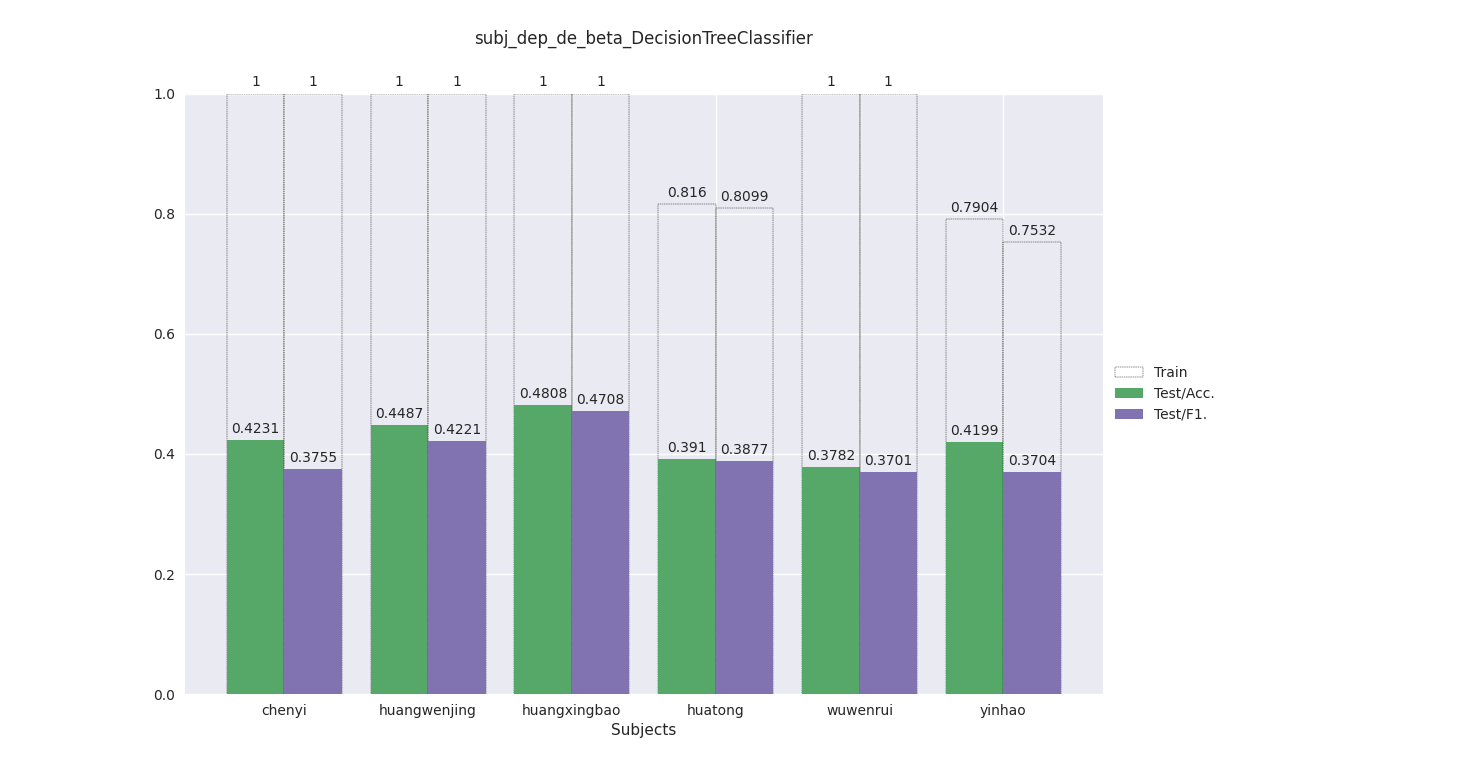 subj_dep_de_beta_DecisionTreeClassifier
1 1 1 1 1 1 1 1
1.0
0.816 0.8099
0.7904 0.7532
0.8
0.6
0.4231 0.3755
0.4487 0.4221
0.4808 0.4708
0.391 0.3877
0.3782 0.3701
0.4199 0.3704
0.4
0.2
0.0
chenyi huangwenjing huangxingbao huatong wuwenrui yinhao
Subjects
Train
Test/Acc.
Test/F1.